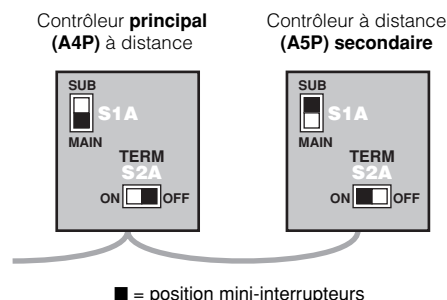 Contrôleur principal
(A4P) à distance
Contrôleur à distance
(A5P) secondaire
SUB
S1A
MAIN
TERM
S2A
ON OFF
SUB
S1A
MAIN
TERM
S2A
ON OFF
■ = position mini-interrupteurs